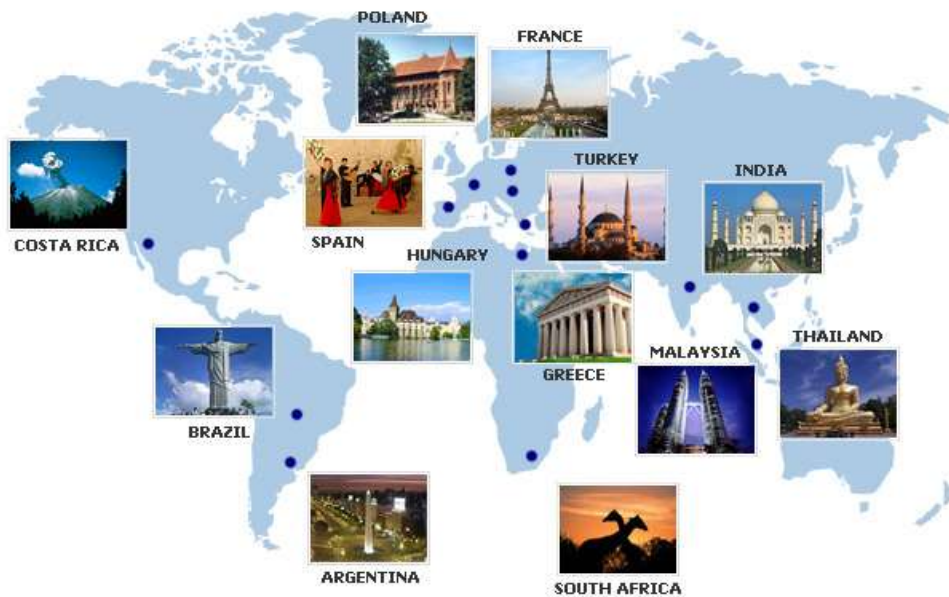 POLAND
FRANCE
TURKEY
INDIA
COSTA RICA
SPAIN
HUNGARY
THAILAND
MALAYSIA
GREECE
BRAZIL
ARGENTINA
SOUTH AFRICA